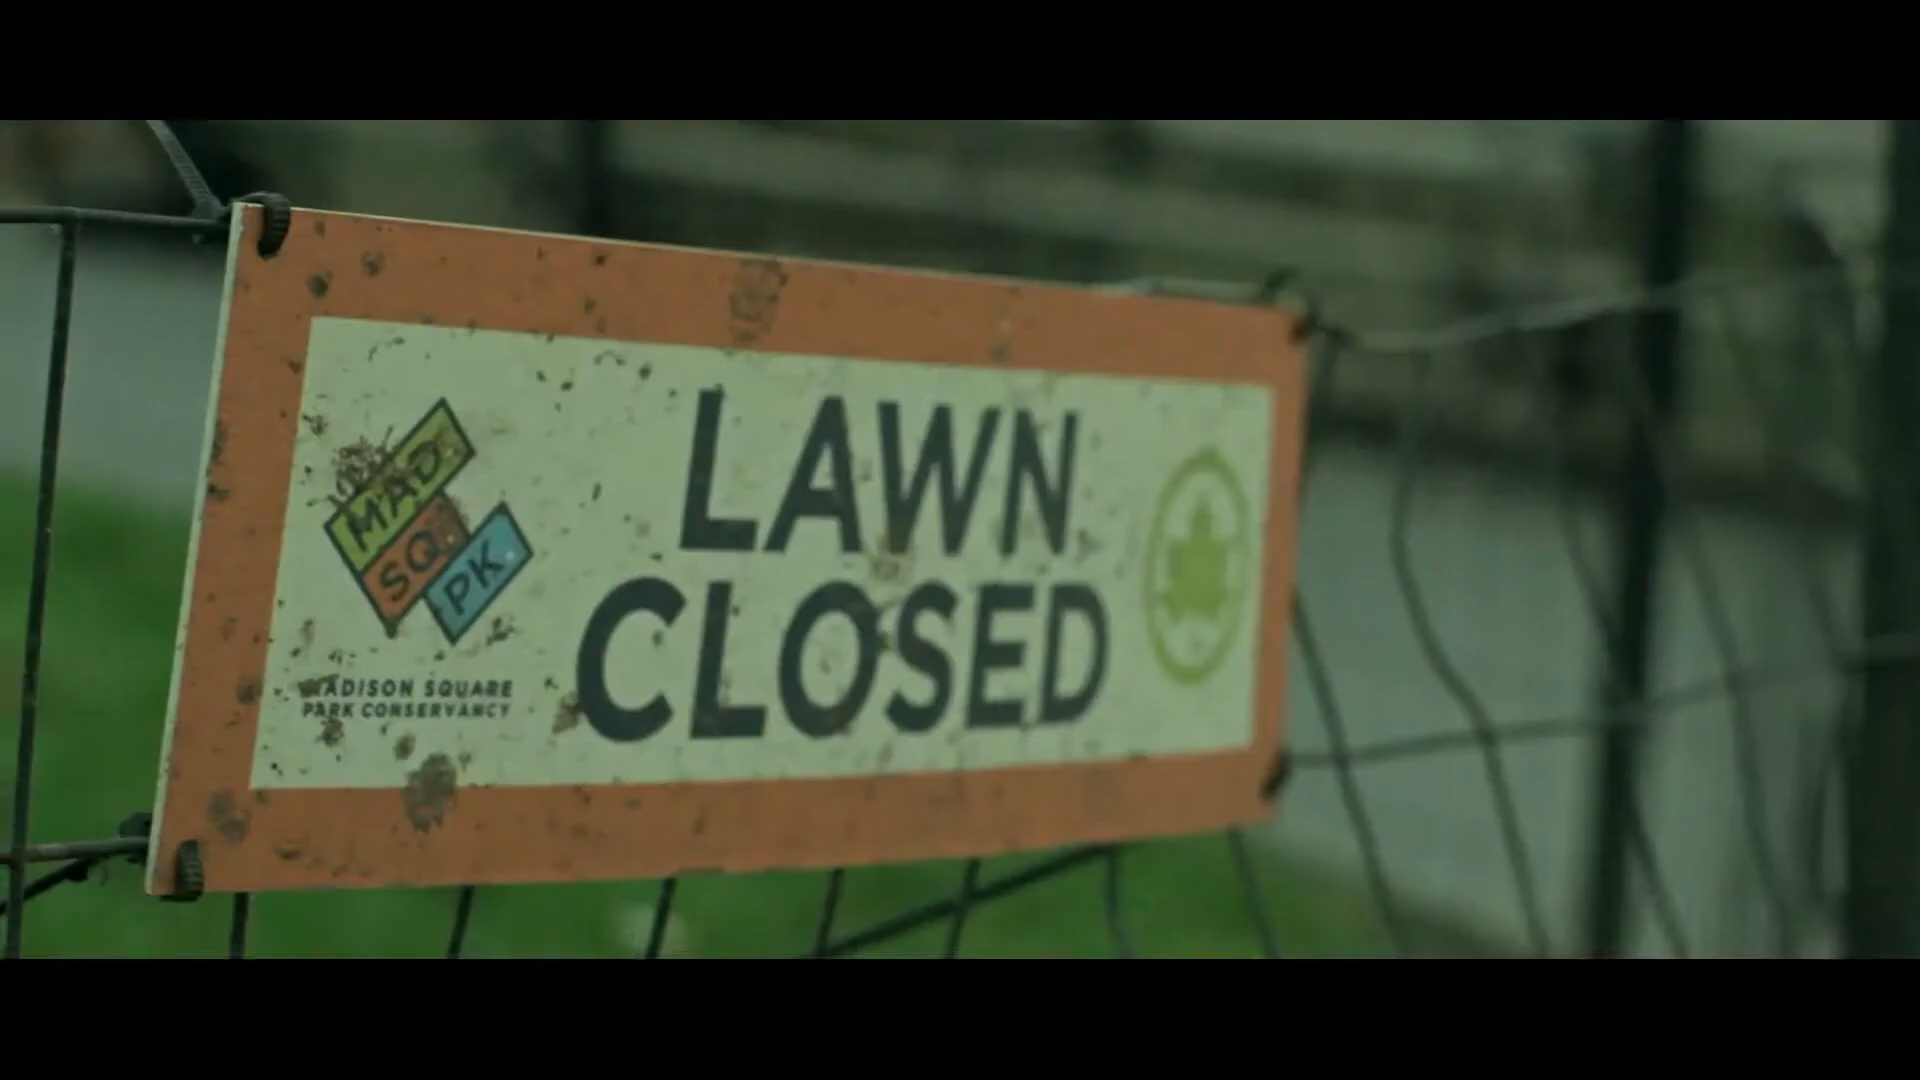 MAD
SQ
PK
MADISON SQUARE
PARK CONSERVANCY
LAWN
CLOSED